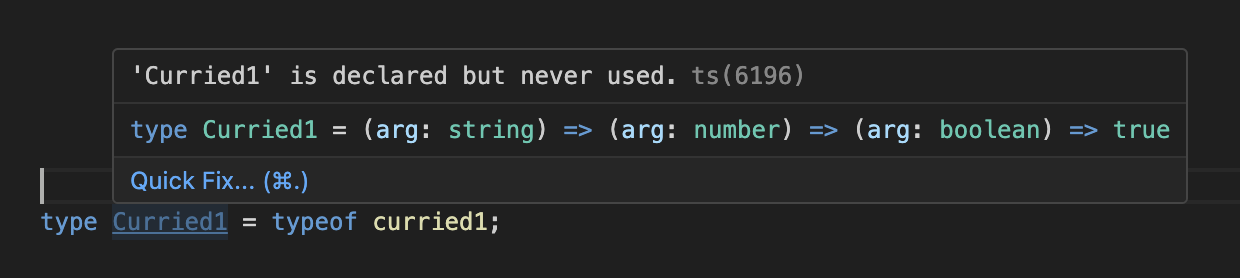 'Curried1' is declared but never used. ts(6196)
type Curried1 = (arg: string) => (arg: number) => (arg: boolean) => true
Quick Fix... (⌘.)
type Curried1 = typeof curried1;